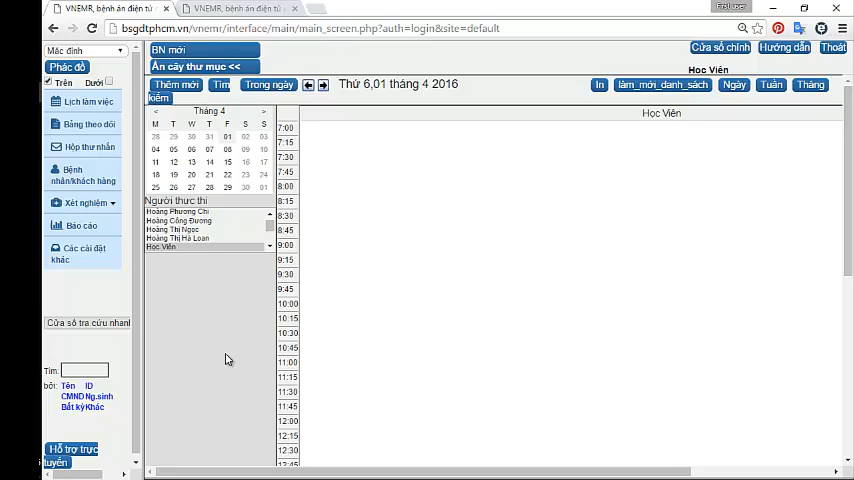 VNEMR, bệnh án điện tử
VNEMR, bệnh án điện tử
First user
bsgdtphcm.vn/vnemr/interface/main/main_screen.php?auth=login&site=default
Mặc định
Phác đồ
Trên Dưới
Lịch làm việc
Bảng theo dõi
Hộp thư nhắn
Bệnh
nhân/khách hàng
Xét nghiệm
Báo cáo
Các cài đặt
khác
Cửa sổ tra cứu nhanh
Tìm:
bởi: Tên ID
CMND Ng.sinh
Bất kỳ Khác
Hỗ trợ trực
tuyến
BN mới
Ẩn cây thư mục <<
Cửa sổ chính Hướng dẫn Thoát
Học Viên
Thêm mới Tìm
kiếm
Trong ngày
Thứ 6,01 tháng 4 2016
In làm_mới_danh_sách Ngày Tuần Tháng
< Tháng 4 >
M T W T F S S
28 29 30 31 01 02 03
04 05 06 07 08 09 10
11 12 13 14 15 16 17
18 19 20 21 22 23 24
25 26 27 28 29 30 01
Người thực thi
Hoàng Phương Chi
Hoàng Công Đương
Hoàng Thị Ngọc
Hoàng Thị Hà Loan
Học Viên
Học Viên
7:00
7:15
7:30
7:45
8:00
8:15
8:30
8:45
9:00
9:15
9:30
9:45
10:00
10:15
10:30
10:45
11:00
11:15
11:30
11:45
12:00
12:15
12:30
12:45